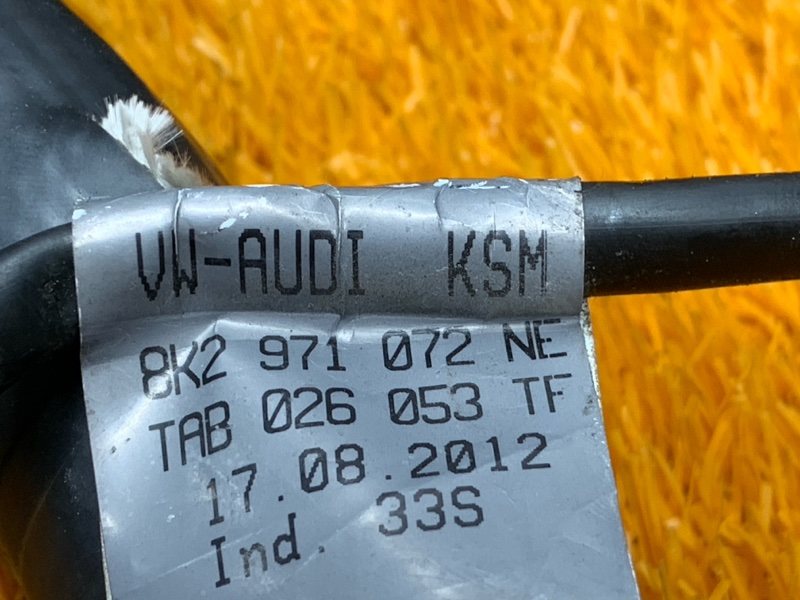 VW-AUDI KSM
8K2 971 072 NE
TAB 026 053 TF
17.08.2012
Ind. 33S